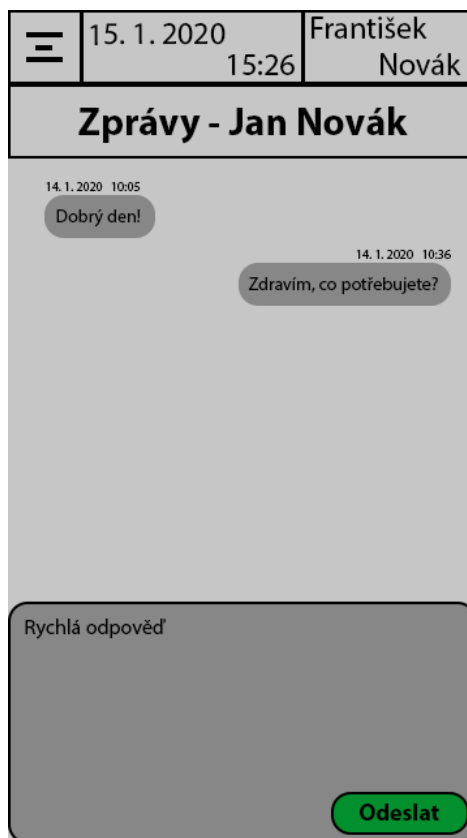 15. 1. 2020
15:26
František
Novák
Zprávy - Jan Novák
14. 1. 2020 10:05
Dobrý den!
14. 1. 2020 10:36
Zdravím, co potřebujete?
Rychlá odpověď
Odeslat